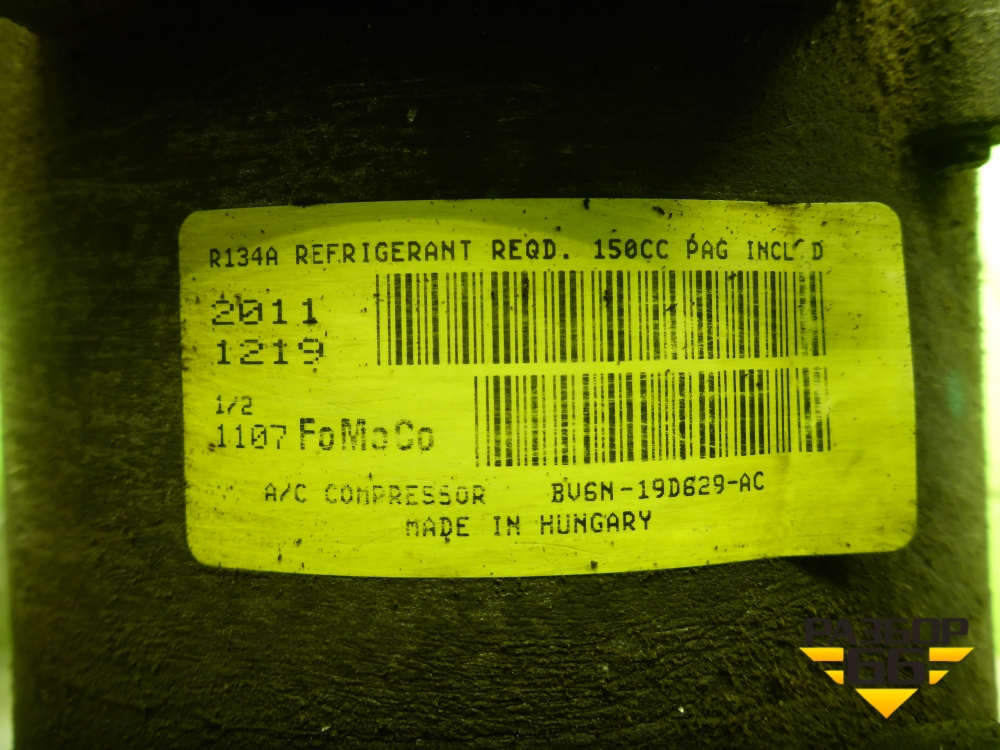 R134A REFRIGERANT REQD. 150CC PAG INCL'D
2011
1219
1/2
1107 FoMoCo
A/C COMPRESSOR BV6N-19D629-AC
MADE IN HUNGARY
РАЗБОР
66